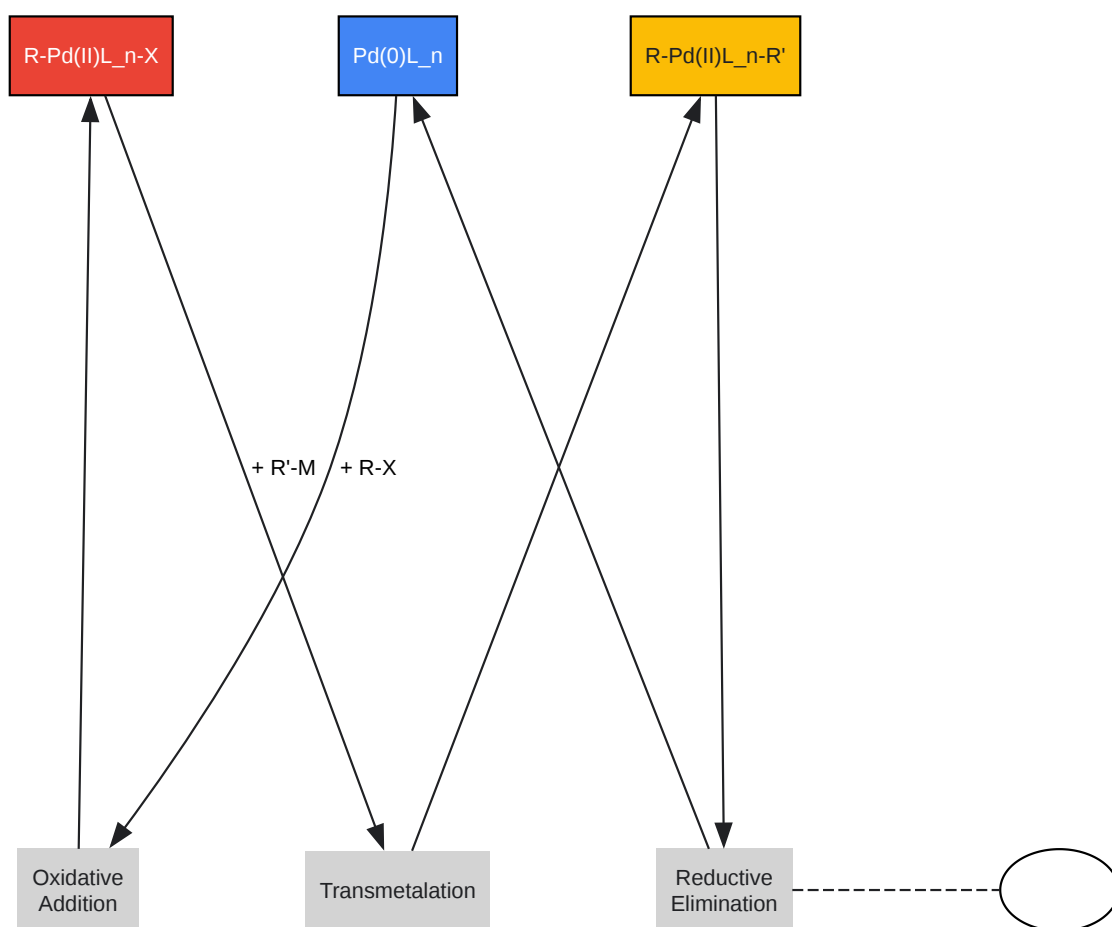 R-Pd(II)L_n-X
Pd(0)L_n
R-Pd(II)L_n-R'
+ R'-M
+ R-X
Oxidative
Addition
Transmetalation
Reductive
Elimination